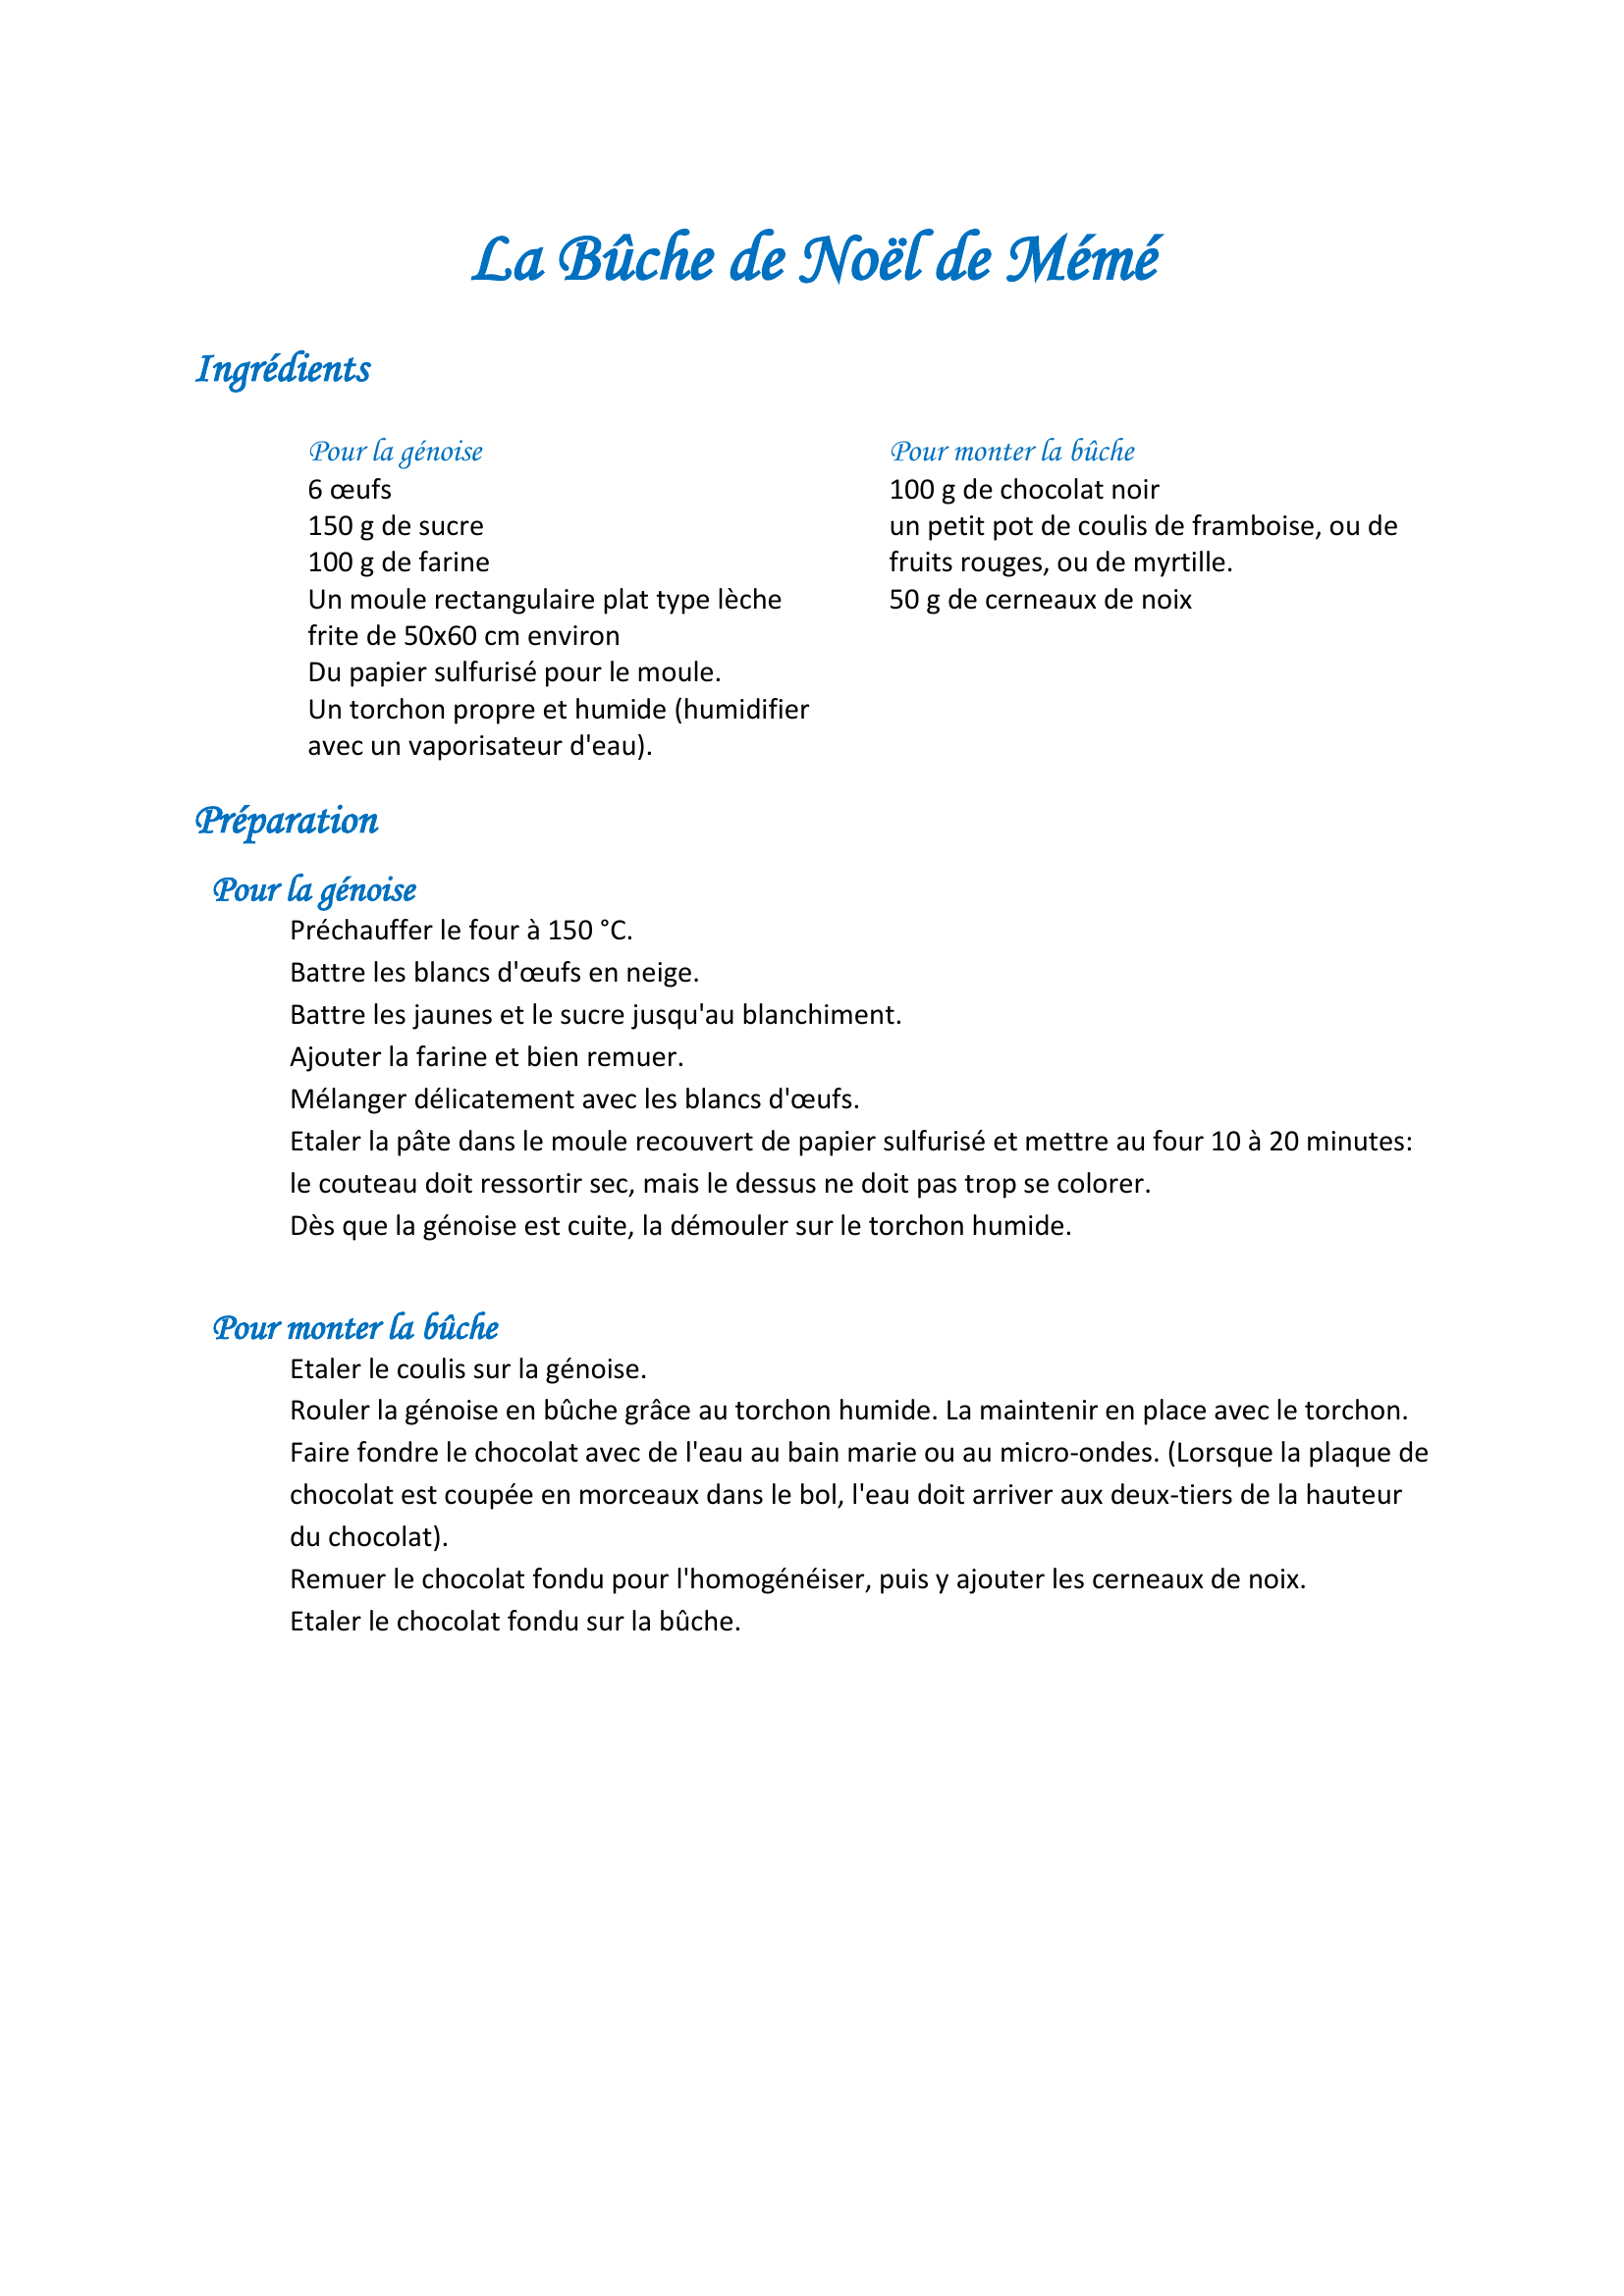 La Bûche de Noël de Mémé
Ingrédients
Pour la génoise
6 œufs
150 g de sucre
100 g de farine
Un moule rectangulaire plat type lèche
frite de 50x60 cm environ
Du papier sulfurisé pour le moule.
Un torchon propre et humide (humidifier
avec un vaporisateur d'eau).
Pour monter la bûche
100 g de chocolat noir
un petit pot de coulis de framboise, ou de
fruits rouges, ou de myrtille.
50 g de cerneaux de noix
Préparation
Pour la génoise
Préchauffer le four à 150 °C.
Battre les blancs d'œufs en neige.
Battre les jaunes et le sucre jusqu'au blanchiment.
Ajouter la farine et bien remuer.
Mélanger délicatement avec les blancs d'œufs.
Etaler la pâte dans le moule recouvert de papier sulfurisé et mettre au four 10 à 20 minutes:
le couteau doit ressortir sec, mais le dessus ne doit pas trop se colorer.
Dès que la génoise est cuite, la démouler sur le torchon humide.
Pour monter la bûche
Etaler le coulis sur la génoise.
Rouler la génoise en bûche grâce au torchon humide. La maintenir en place avec le torchon.
Faire fondre le chocolat avec de l'eau au bain marie ou au micro-ondes. (Lorsque la plaque de
chocolat est coupée en morceaux dans le bol, l'eau doit arriver aux deux-tiers de la hauteur
du chocolat).
Remuer le chocolat fondu pour l'homogénéiser, puis y ajouter les cerneaux de noix.
Etaler le chocolat fondu sur la bûche.